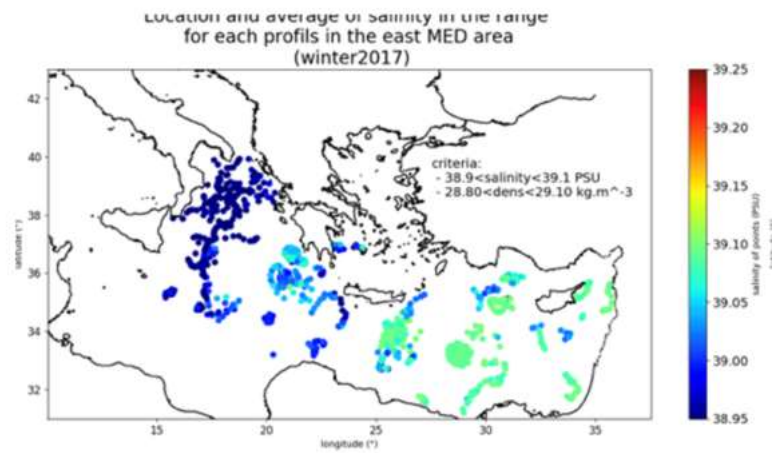 Location and average of salinity in the range
for each profils in the east MED area
(winter2017)
criteria:
- 38.9<salinity<39.1 PSU
- 28.80<dens<29.10 kg.m^-3
42
40
38
36
34
32
latitude (°)
15
20
25
30
35
longitude (°)
39.25
39.20
39.15
39.10
39.05
39.00
38.95
salinity of points (PSU)